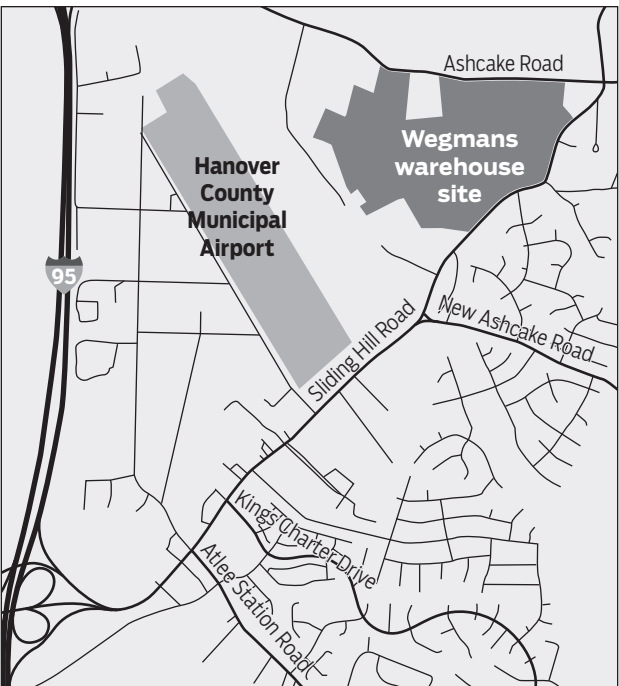 Ashcake Road
Wegmans
warehouse
site
Hanover
County
Municipal
Airport
95
Sliding Hill Road
New Ashcake Road
Kings Charter Drive
Atlee Station Road